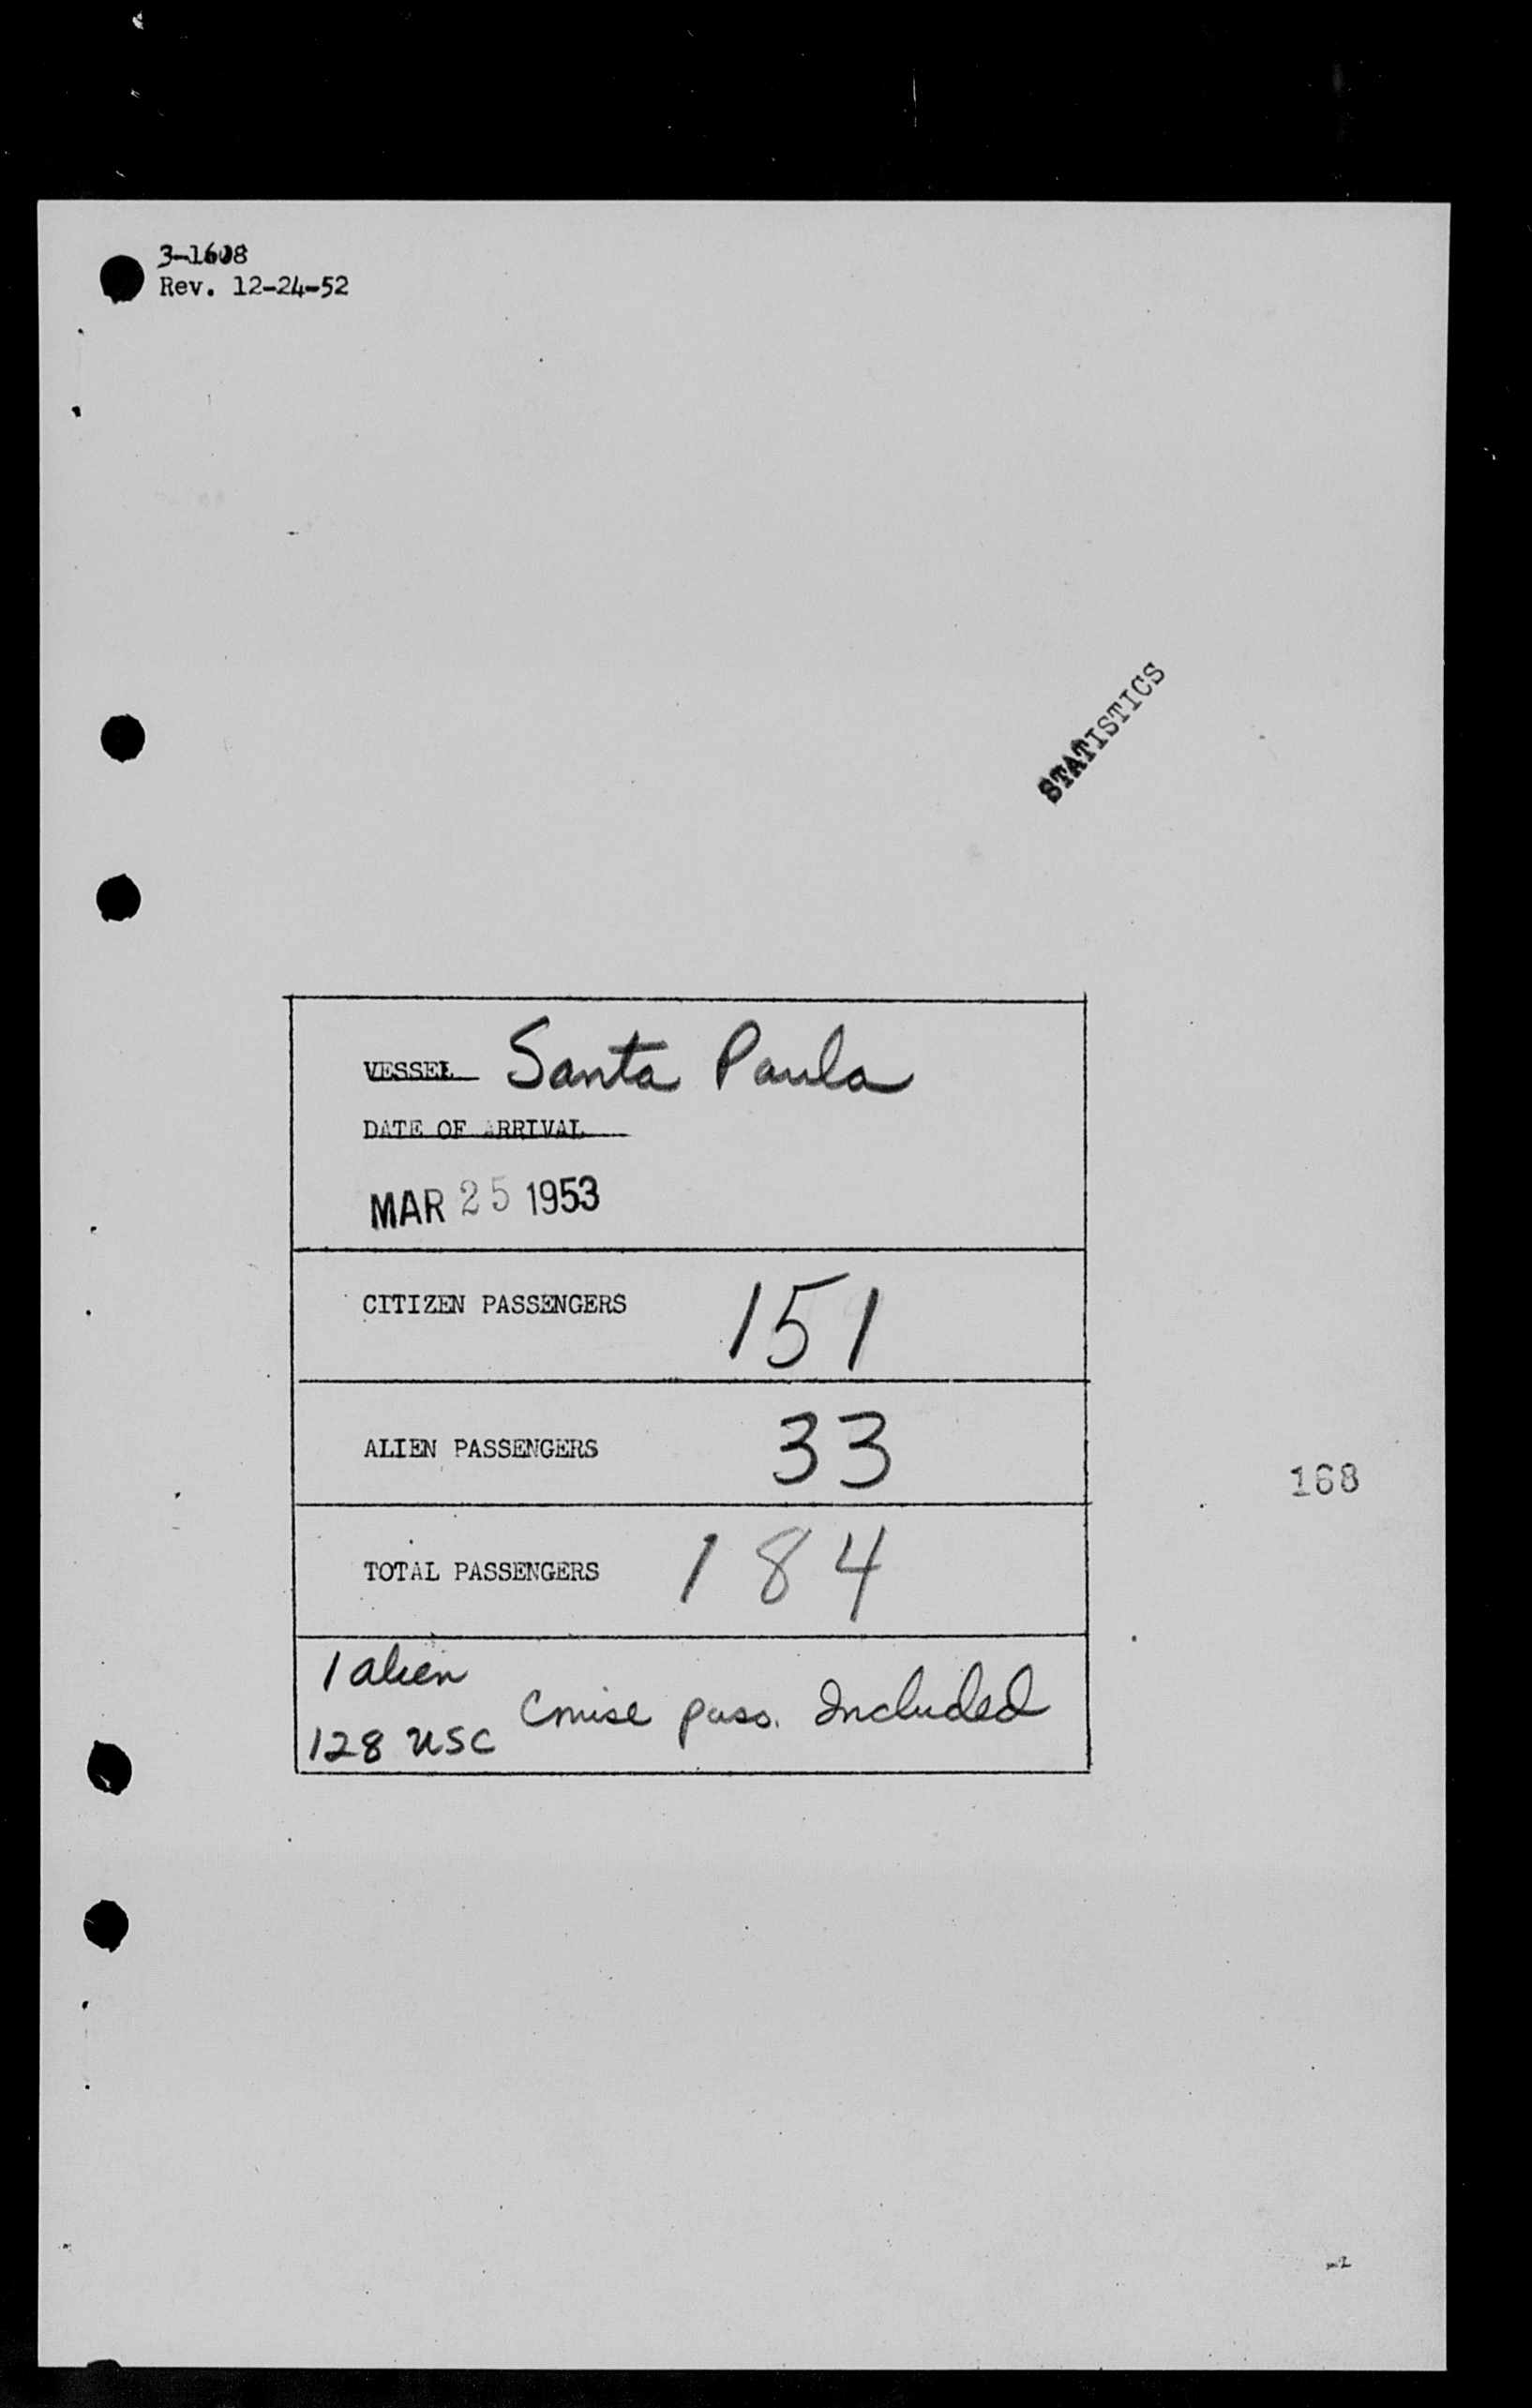 3-1608
Rev. 12-24-52
STATISTICS
VESSEL Santa Paula
DATE OF ARRIVAL
MAR 25 1953
CITIZEN PASSENGERS 151
ALIEN PASSENGERS 33
168
TOTAL PASSENGERS 184
1 alien
Cruise pass. Included
128 USC